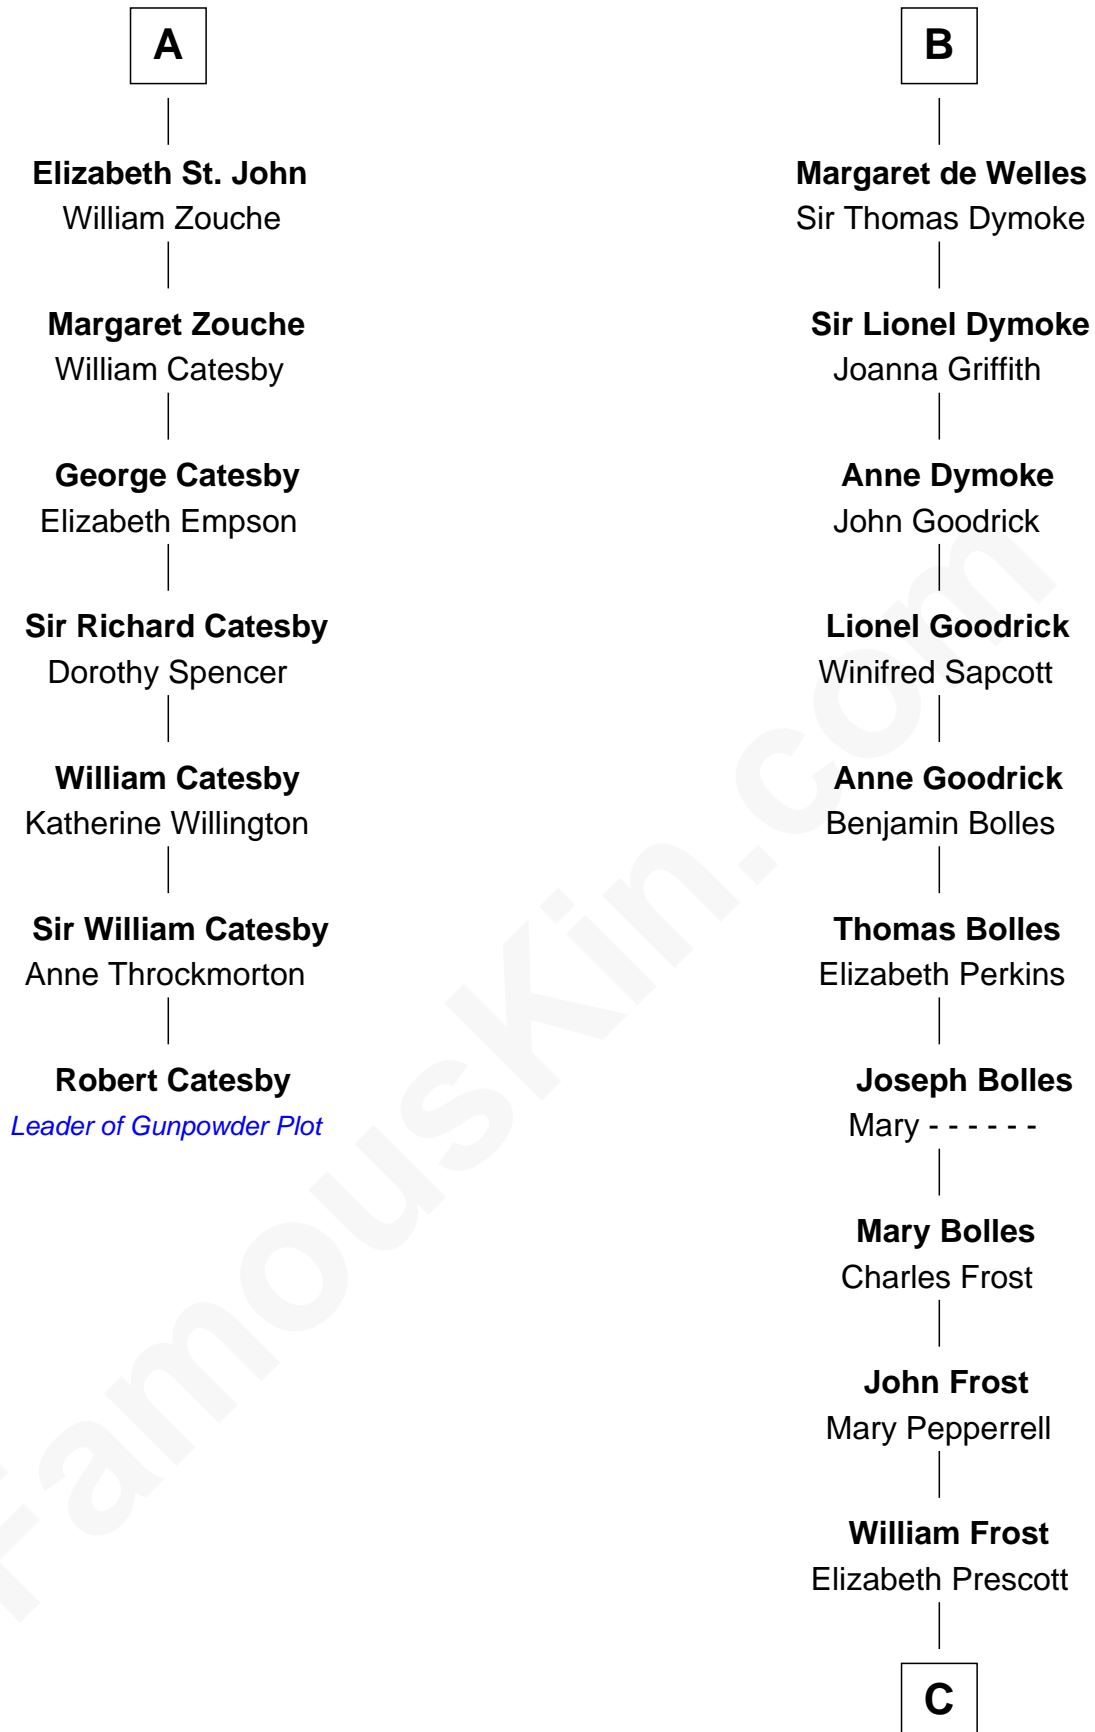 A
Elizabeth St. John
William Zouche
Margaret Zouche
William Catesby
George Catesby
Elizabeth Empson
Sir Richard Catesby
Dorothy Spencer
William Catesby
Katherine Willington
Sir William Catesby
Anne Throckmorton
Robert Catesby
Leader of Gunpowder Plot
B
Margaret de Welles
Sir Thomas Dymoke
Sir Lionel Dymoke
Joanna Griffith
Anne Dymoke
John Goodrick
Lionel Goodrick
Winifred Sapcott
Anne Goodrick
Benjamin Bolles
Thomas Bolles
Elizabeth Perkins
Joseph Bolles
Mary - - - - - -
Mary Bolles
Charles Frost
John Frost
Mary Pepperrell
William Frost
Elizabeth Prescott
C
FamousKin.com